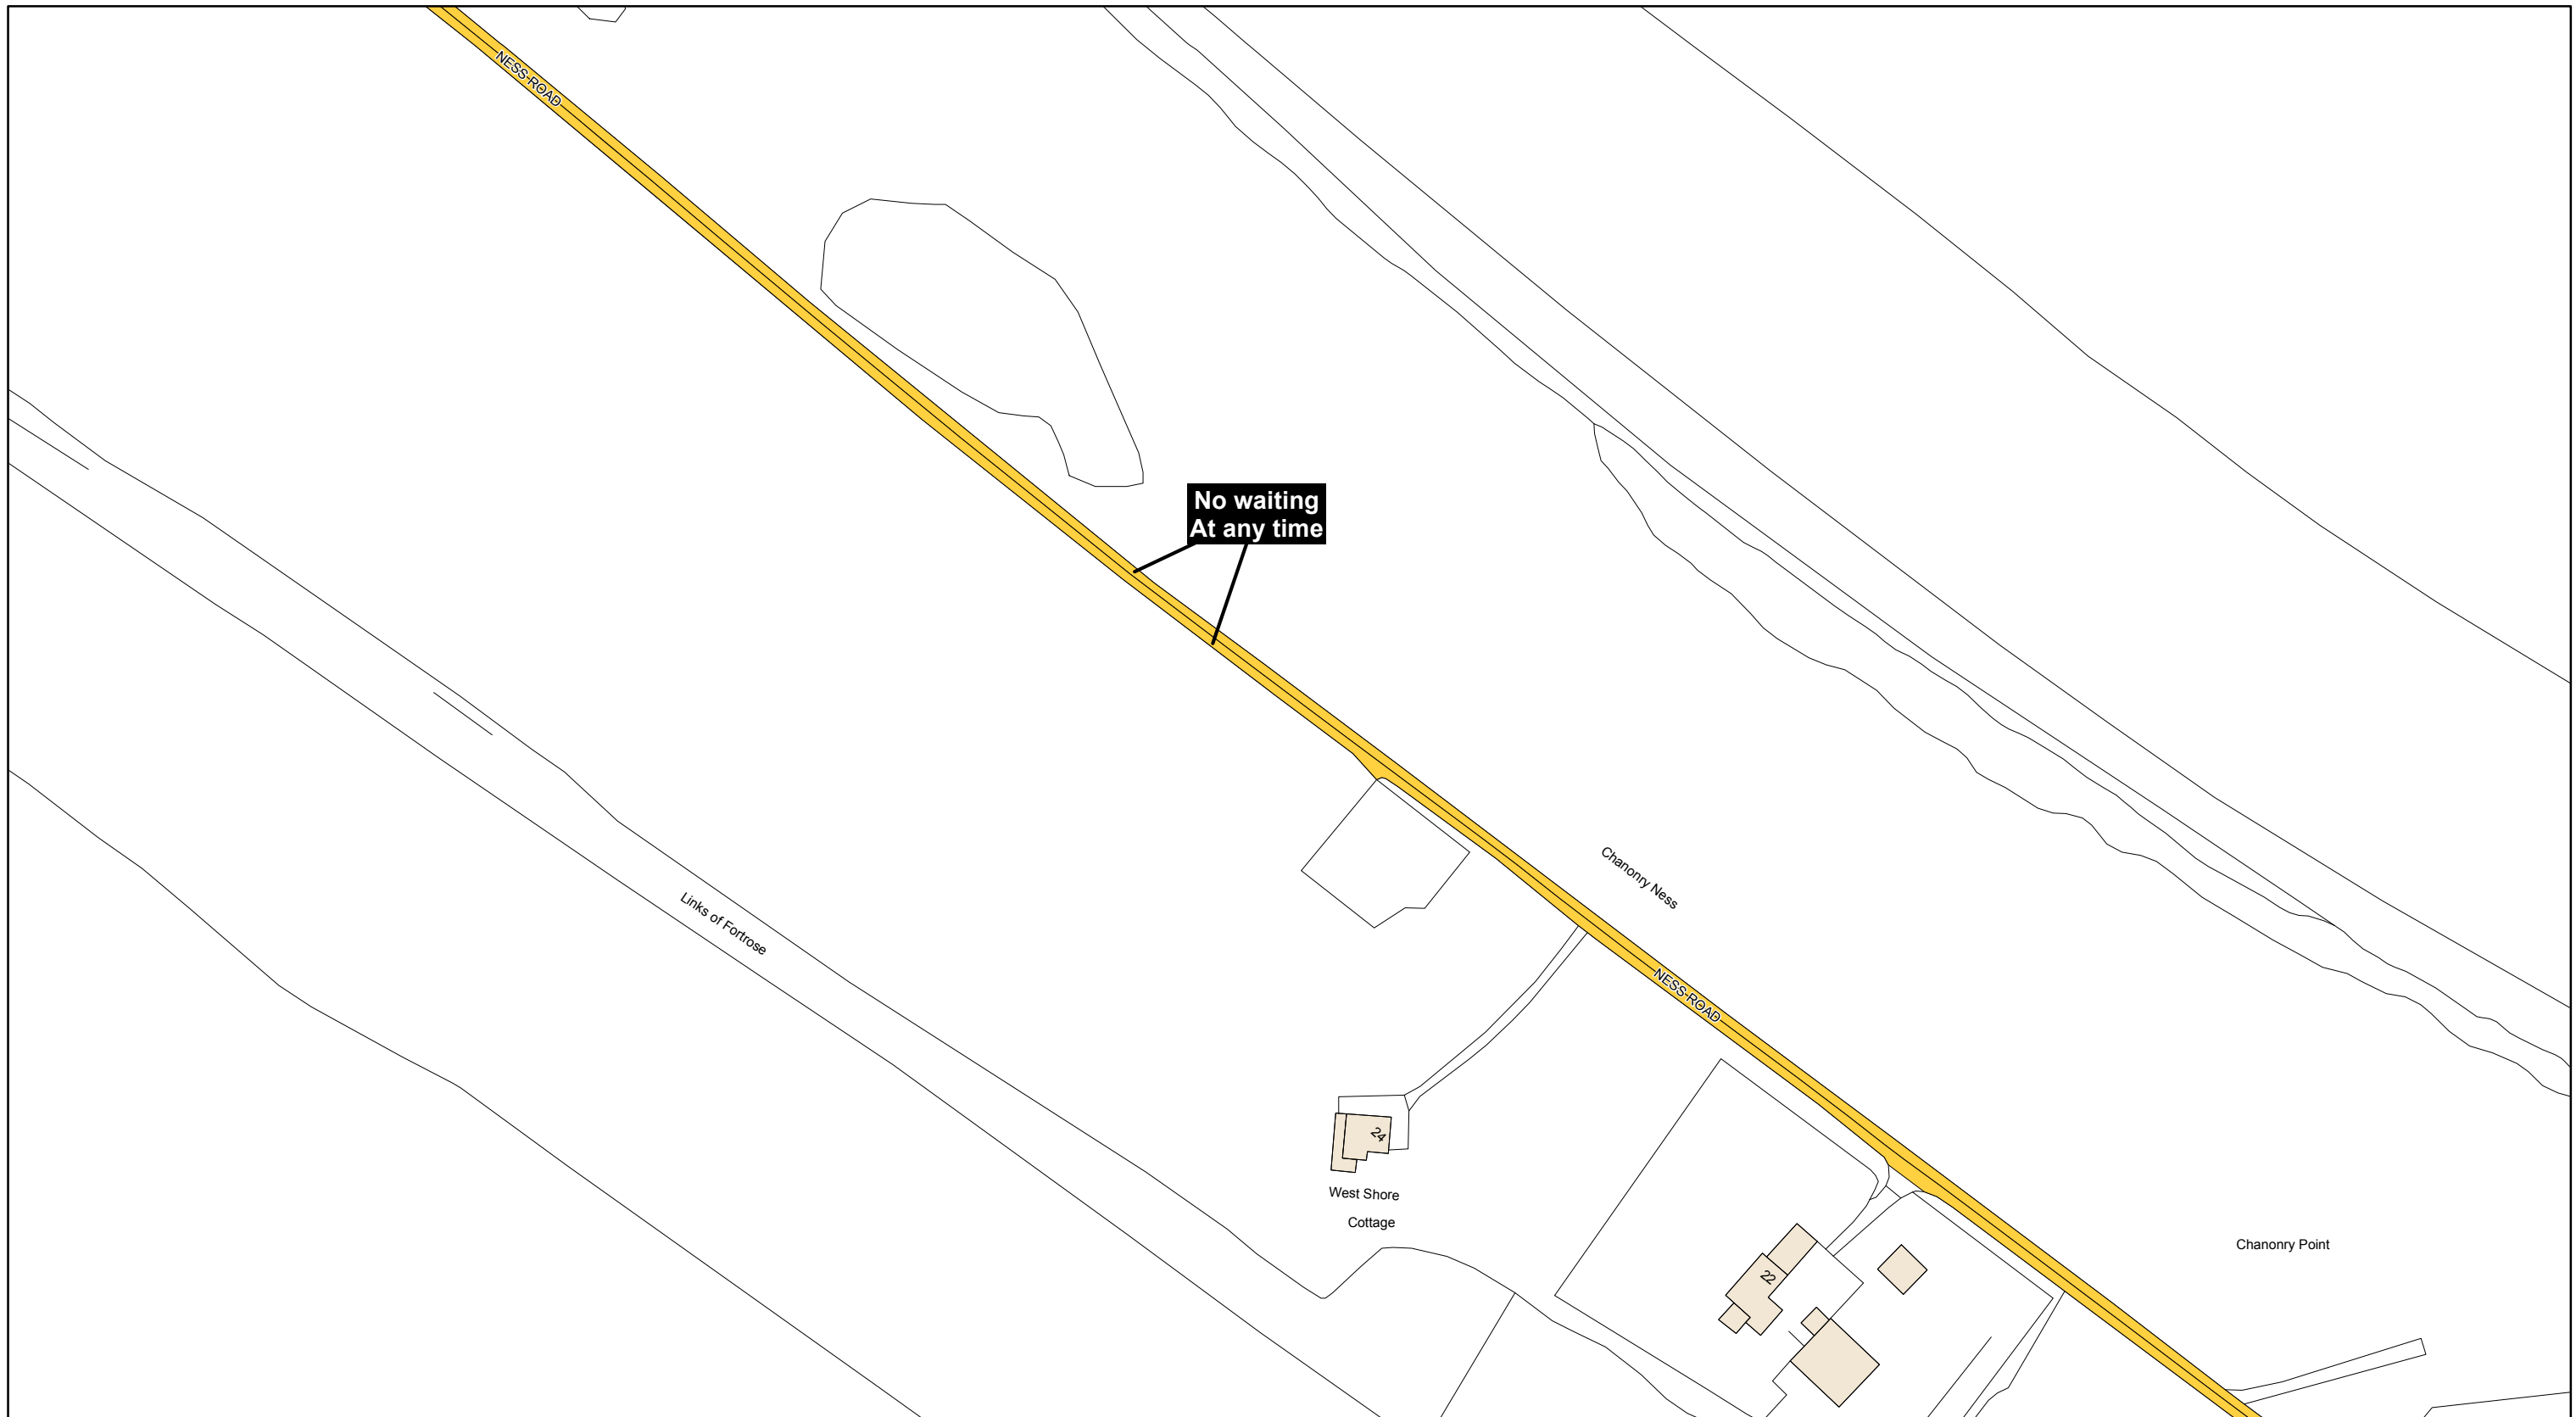 NESS ROAD
No waiting
At any time
Chanonry Ness
Links of Fortrose
NESS ROAD
24
West Shore
Cottage
Chanonry Point
22